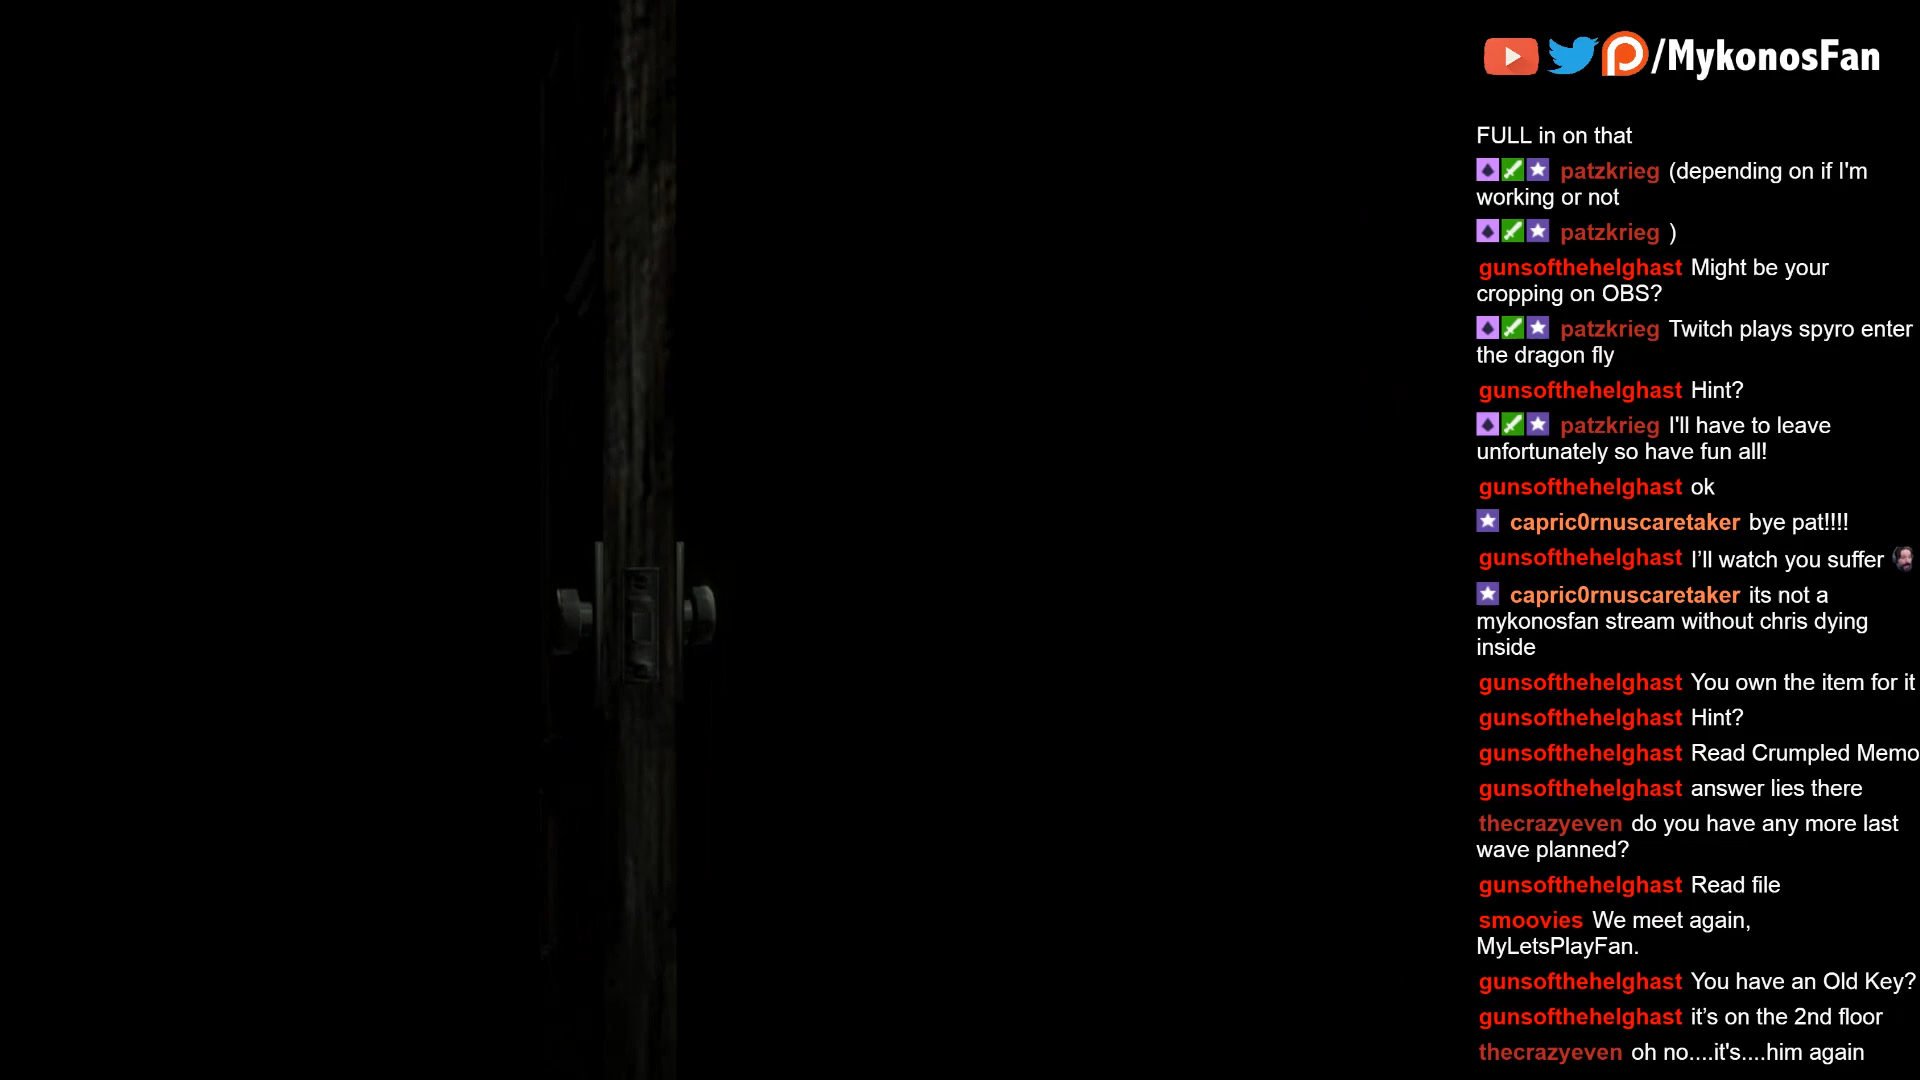 /MykonosFan
FULL in on that
patzkrieg (depending on if I'm
working or not
patzkrieg )
gunsofthehelghast Might be your
cropping on OBS?
patzkrieg Twitch plays spyro enter
the dragon fly
gunsofthehelghast Hint?
patzkrieg I'll have to leave
unfortunately so have fun all!
gunsofthehelghast ok
capric0rnuscaretaker bye pat!!!!
gunsofthehelghast I’ll watch you suffer
capric0rnuscaretaker its not a
mykonosfan stream without chris dying
inside
gunsofthehelghast You own the item for it
gunsofthehelghast Hint?
gunsofthehelghast Read Crumpled Memo
gunsofthehelghast answer lies there
thecrazyeven do you have any more last
wave planned?
gunsofthehelghast Read file
smoovies We meet again,
MyLetsPlayFan.
gunsofthehelghast You have an Old Key?
gunsofthehelghast it’s on the 2nd floor
thecrazyeven oh no....it's....him again